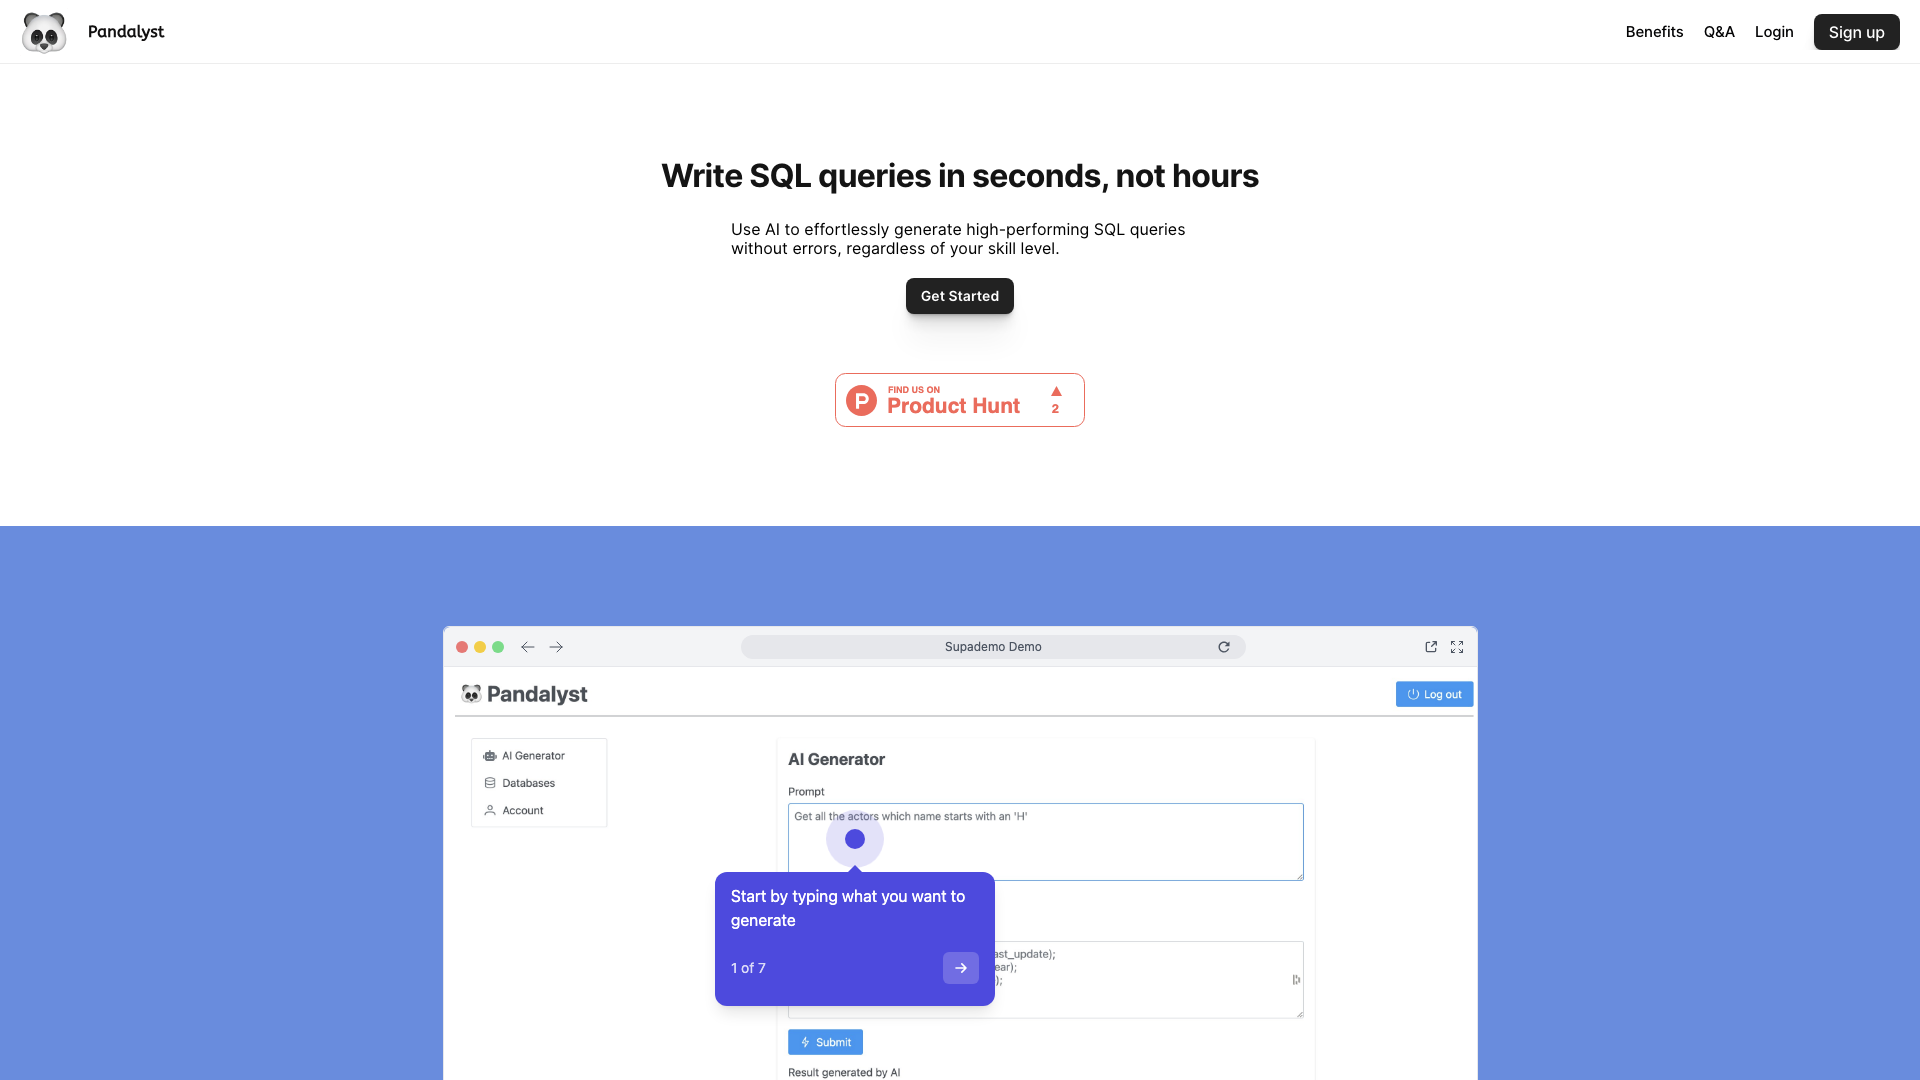 Pandalyst
Benefits
Q&A
Login
Sign up
Write SQL queries in seconds, not hours
Use AI to effortlessly generate high-performing SQL queries
without errors, regardless of your skill level.
Get Started
P
FIND US ON
Product Hunt
2
Supademo Demo
Pandalyst
Log out
AI Generator
Databases
Account
AI Generator
Prompt
Get all the actors which name starts with an 'H'
Start by typing what you want to
generate
1 of 7
ast_update);
ear);
);
Submit
Result generated by AI